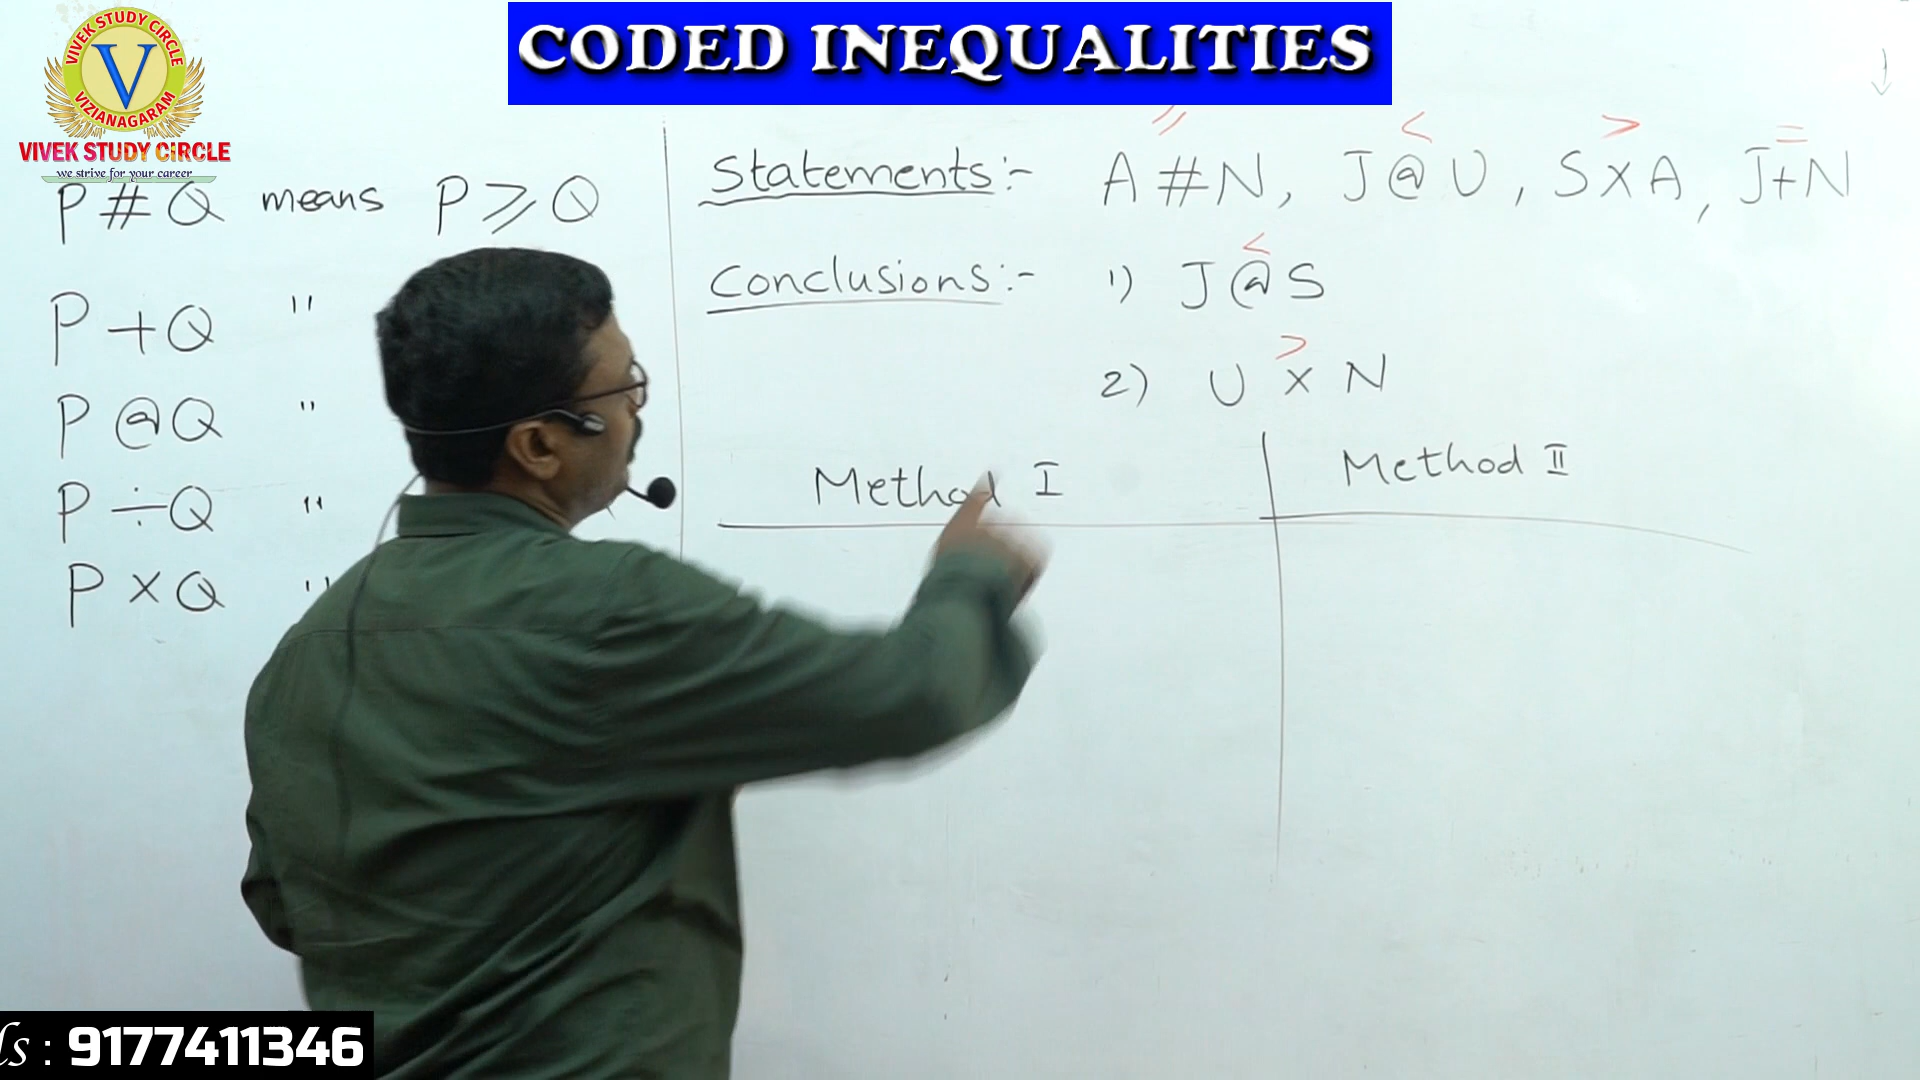 CODED INEQUALITIES
VIVEK STUDY CIRCLE
V
VIZIANAGARAM
VIVEK STUDY CIRCLE
we strive for your career
P # Q means P ⩾ Q
P + Q "
P @ Q "
P ÷ Q "
P × Q "
⩾ < > =
Statements:- A # N, J @ U, S × A, J + N
<
Conclusions:- 1) J @ S
>
2) U × N
Method I
Method II
: 9177411346